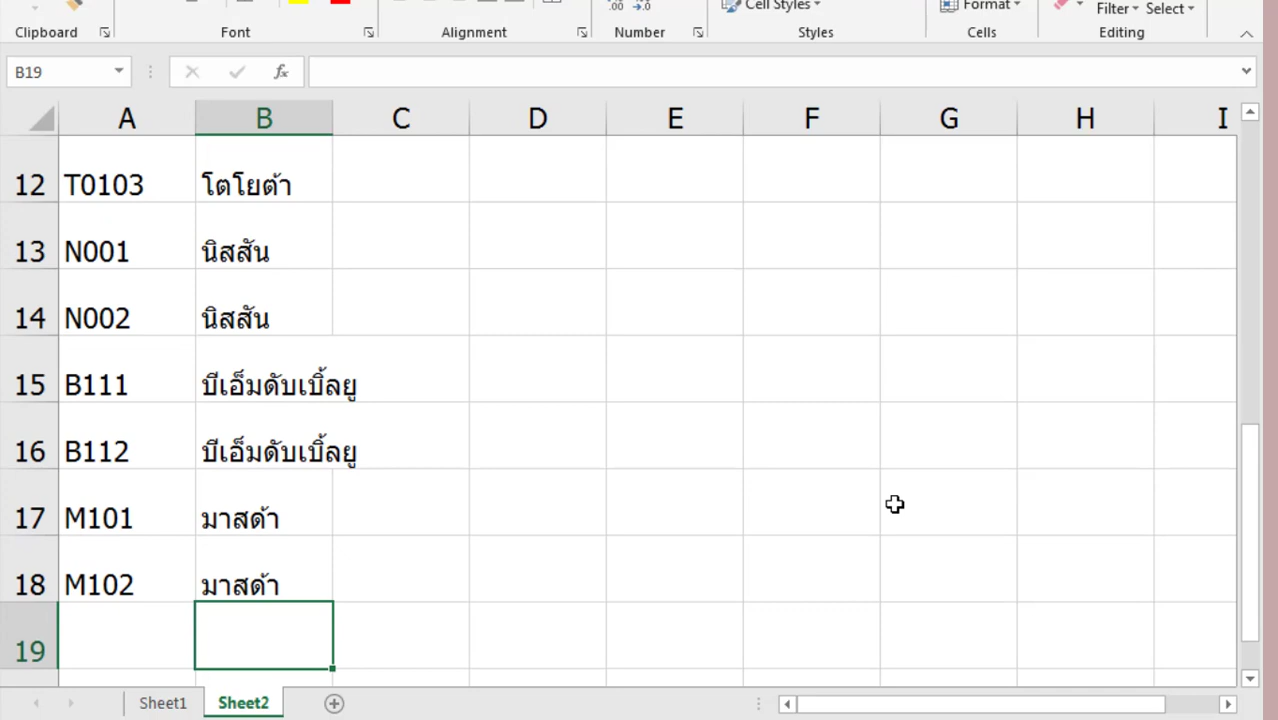 Cell Styles
Format
Filter Select
Clipboard Font Alignment Number Styles Cells Editing
B19 fx
A B C D E F G H I
12 T0103 โตโยต้า
13 N001 นิสสัน
14 N002 นิสสัน
15 B111 บีเอ็มดับเบิ้ลยู
16 B112 บีเอ็มดับเบิ้ลยู
17 M101 มาสด้า
18 M102 มาสด้า
19
Sheet1 Sheet2